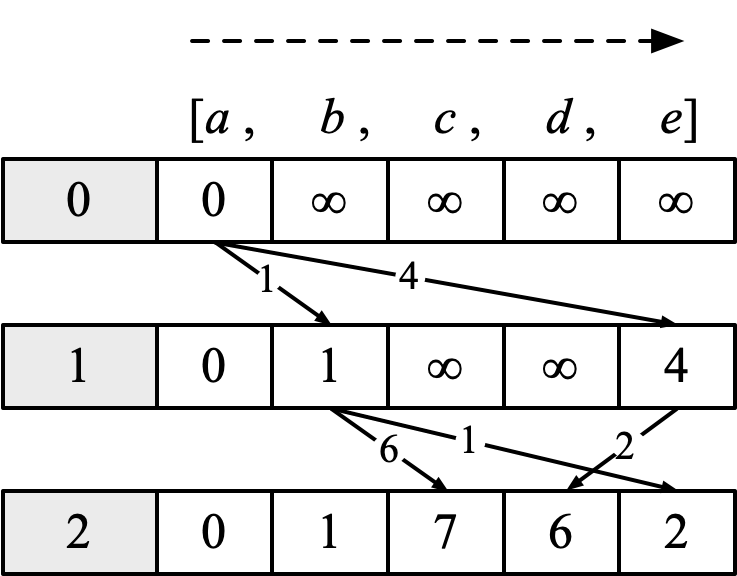 [a, b, c, d, e]
0 0 ∞ ∞ ∞ ∞
1 4
1 0 1 ∞ ∞ 4
6 1 2
2 0 1 7 6 2